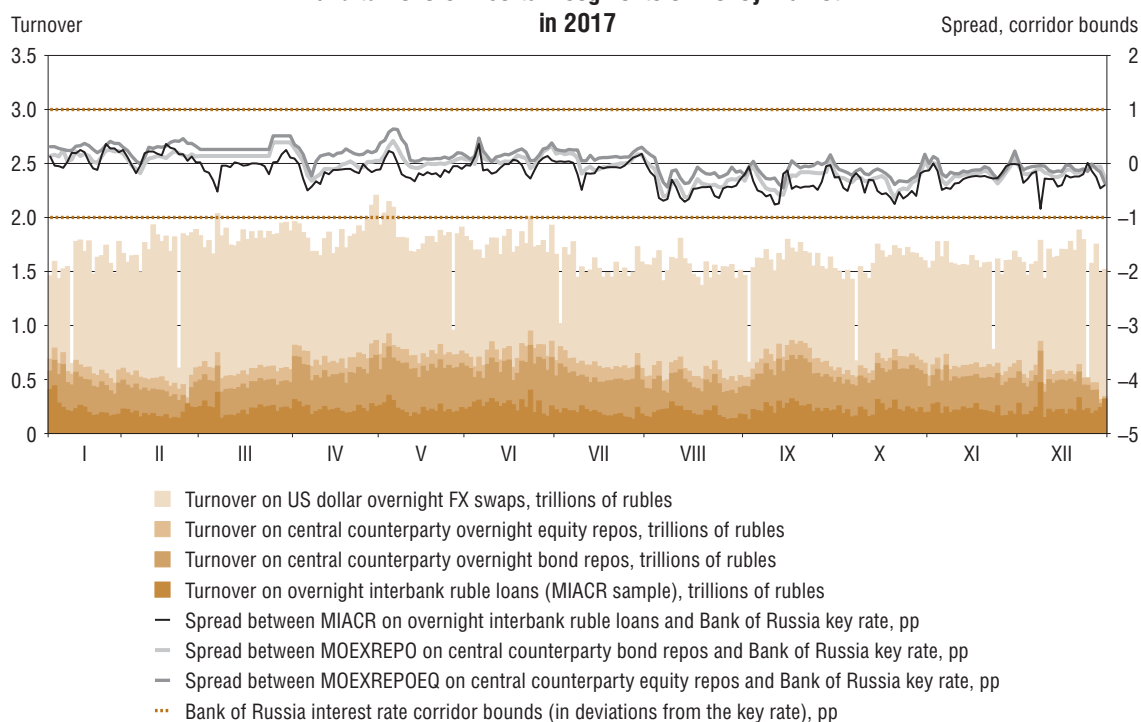 in 2017
Turnover
Spread, corridor bounds
3.5
3.0
2.5
2.0
1.5
1.0
0.5
0
2
1
0
–1
–2
–3
–4
–5
I II III IV V VI VII VIII IX X XI XII
Turnover on US dollar overnight FX swaps, trillions of rubles
Turnover on central counterparty overnight equity repos, trillions of rubles
Turnover on central counterparty overnight bond repos, trillions of rubles
Turnover on overnight interbank ruble loans (MIACR sample), trillions of rubles
Spread between MIACR on overnight interbank ruble loans and Bank of Russia key rate, pp
Spread between MOEXREPO on central counterparty bond repos and Bank of Russia key rate, pp
Spread between MOEXREPOEQ on central counterparty equity repos and Bank of Russia key rate, pp
Bank of Russia interest rate corridor bounds (in deviations from the key rate), pp